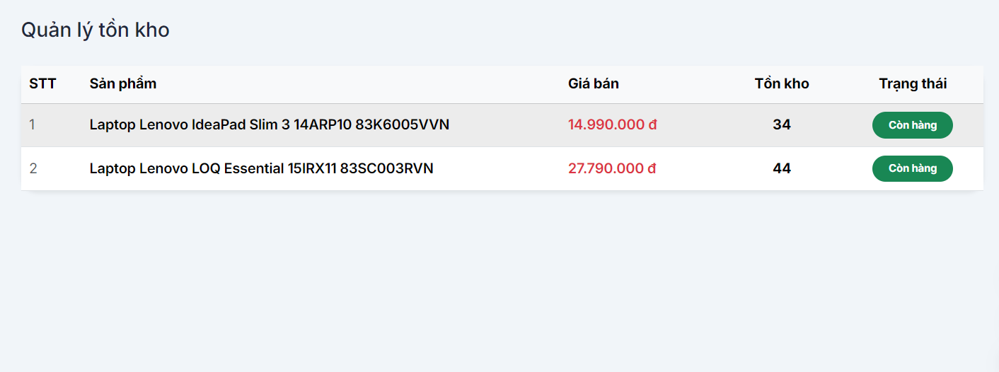 Quản lý tồn kho
STT Sản phẩm Giá bán Tồn kho Trạng thái
1 Laptop Lenovo IdeaPad Slim 3 14ARP10 83K6005VVN 14.990.000 đ 34 Còn hàng
2 Laptop Lenovo LOQ Essential 15IRX11 83SC003RVN 27.790.000 đ 44 Còn hàng